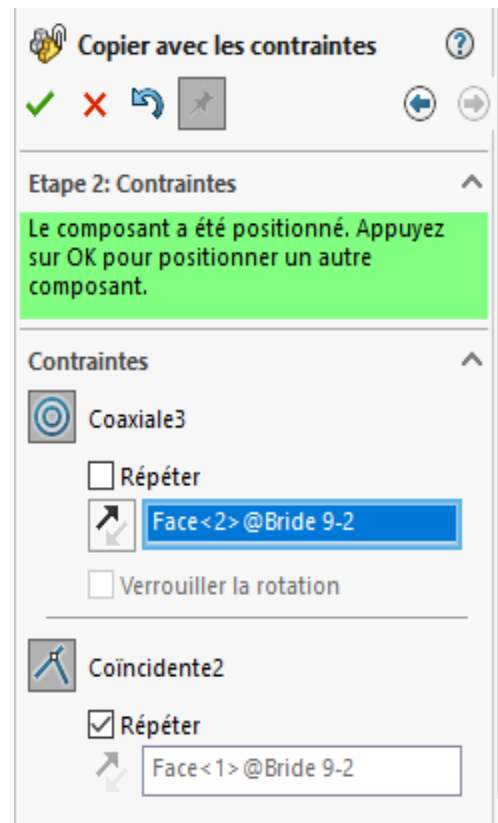 Copier avec les contraintes
Etape 2: Contraintes
Le composant a été positionné. Appuyez
sur OK pour positionner un autre
composant.
Contraintes
Coaxiale3
Répéter
Face<2>@Bride 9-2
Verrouiller la rotation
Coïncidente2
Répéter
Face<1>@Bride 9-2